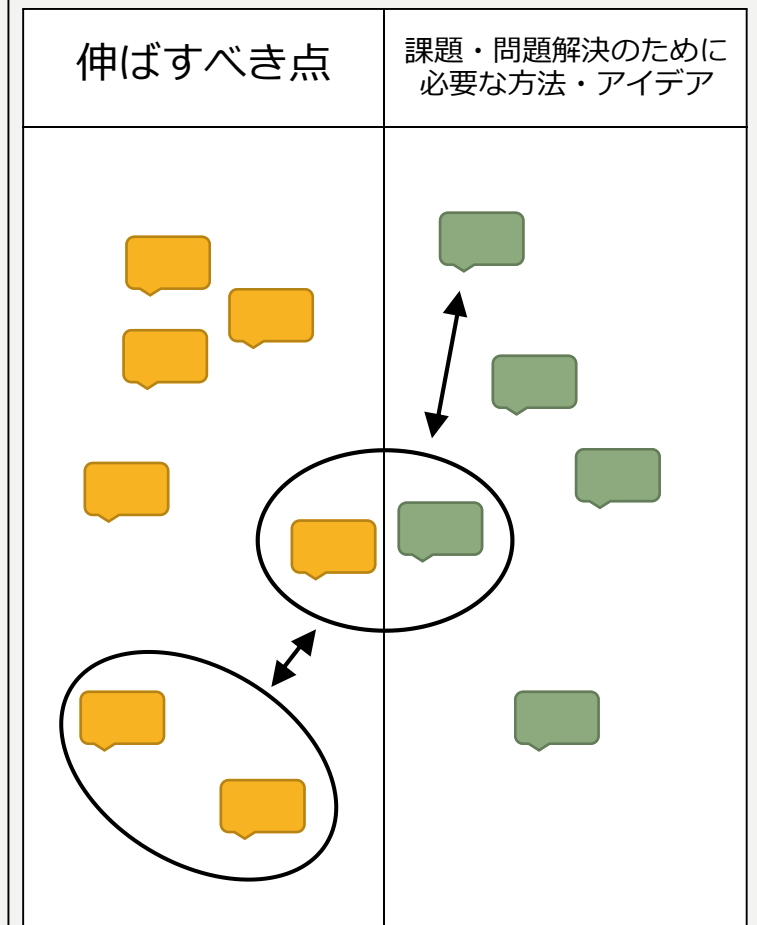 伸ばすべき点
課題・問題解決のために
必要な方法・アイデア